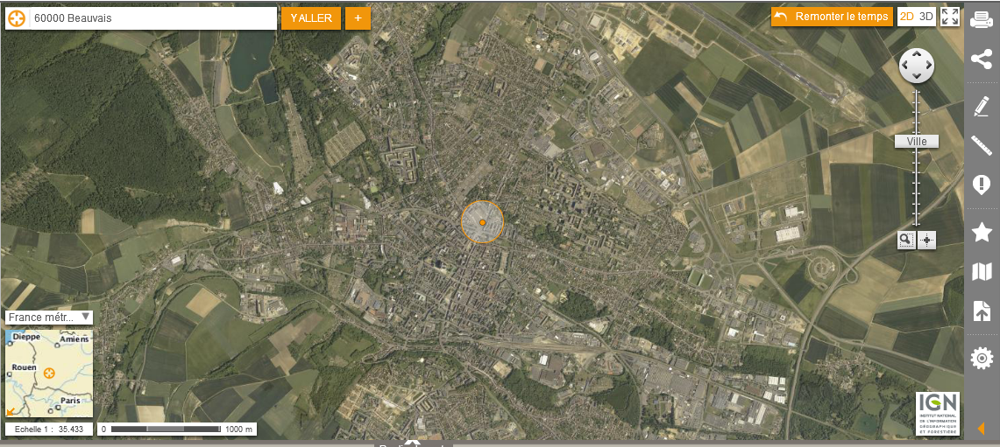 60000 Beauvais
Y ALLER
+
Remonter le temps
2D 3D
Ville
France métr...
Dieppe
Amiens
Rouen
Paris
Echelle 1 : 35.433
0 1000 m
IGN
INSTITUT NATIONAL
DE L'INFORMATION
GÉOGRAPHIQUE
ET FORESTIÈRE